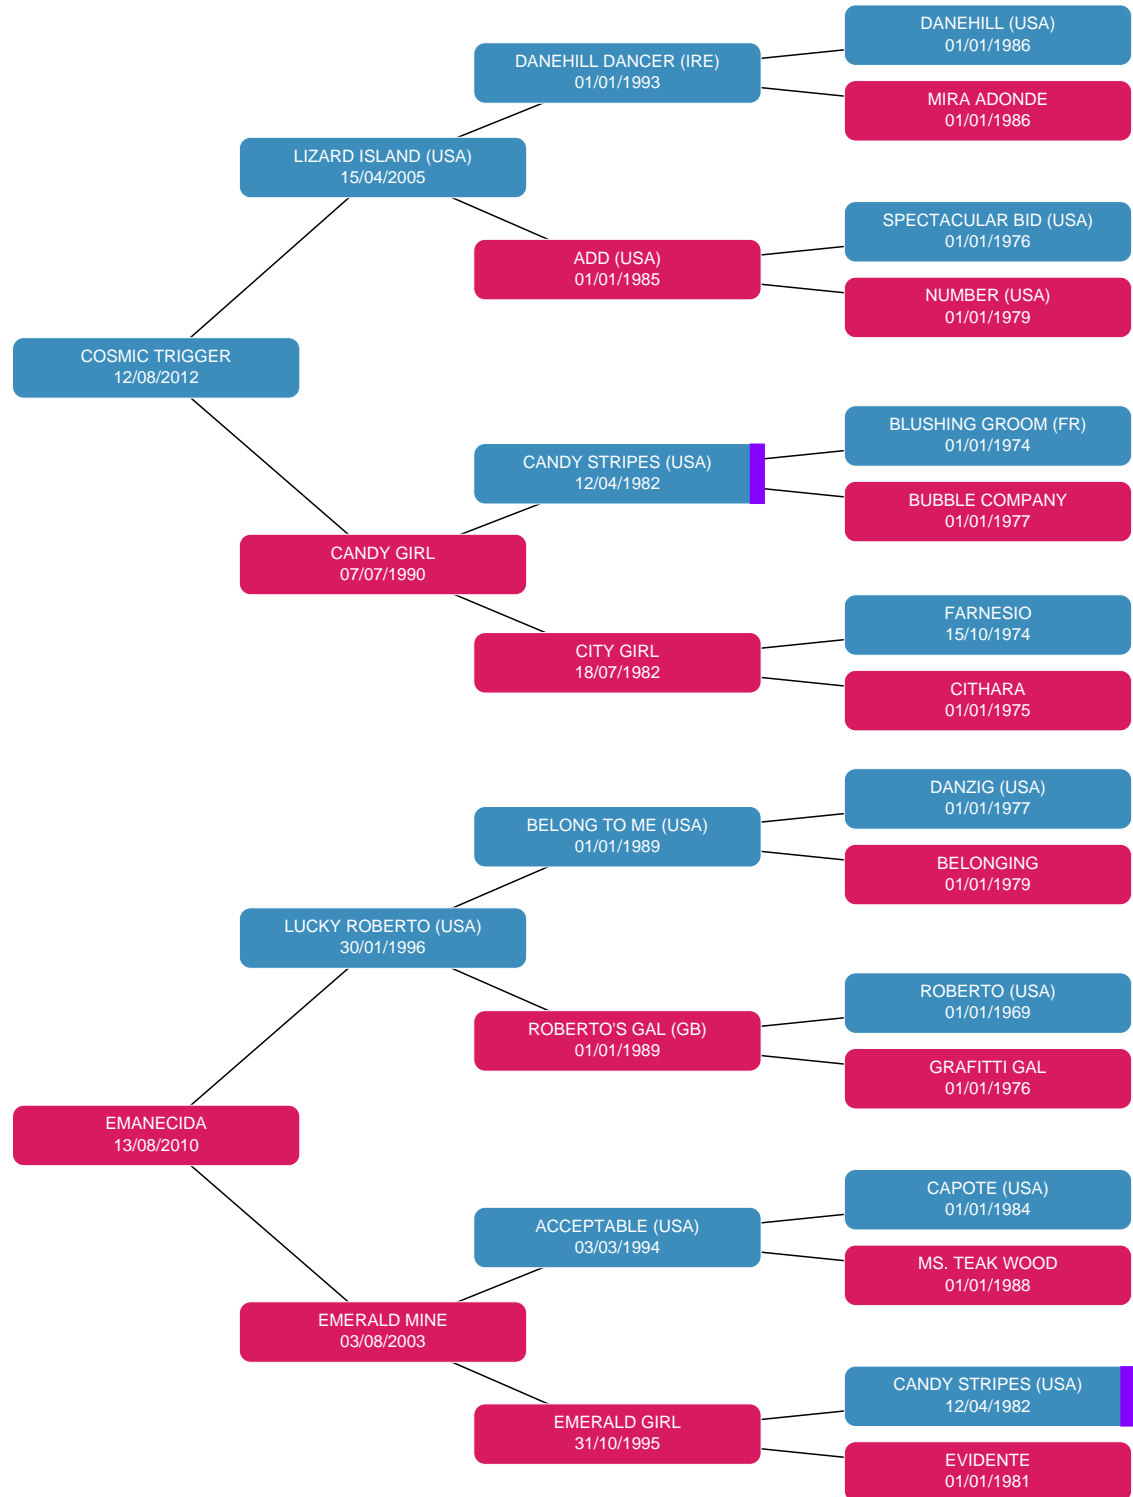 DANEHILL (USA)
01/01/1986
DANEHILL DANCER (IRE)
01/01/1993
MIRA ADONDE
01/01/1986
LIZARD ISLAND (USA)
15/04/2005
SPECTACULAR BID (USA)
01/01/1976
ADD (USA)
01/01/1985
NUMBER (USA)
01/01/1979
COSMIC TRIGGER
12/08/2012
BLUSHING GROOM (FR)
01/01/1974
CANDY STRIPES (USA)
12/04/1982
BUBBLE COMPANY
01/01/1977
CANDY GIRL
07/07/1990
FARNESIO
15/10/1974
CITY GIRL
18/07/1982
CITHARA
01/01/1975
DANZIG (USA)
01/01/1977
BELONG TO ME (USA)
01/01/1989
BELONGING
01/01/1979
LUCKY ROBERTO (USA)
30/01/1996
ROBERTO (USA)
01/01/1969
ROBERTO'S GAL (GB)
01/01/1989
GRAFITTI GAL
01/01/1976
EMANECIDA
13/08/2010
CAPOTE (USA)
01/01/1984
ACCEPTABLE (USA)
03/03/1994
MS. TEAK WOOD
01/01/1988
EMERALD MINE
03/08/2003
CANDY STRIPES (USA)
12/04/1982
EMERALD GIRL
31/10/1995
EVIDENTE
01/01/1981